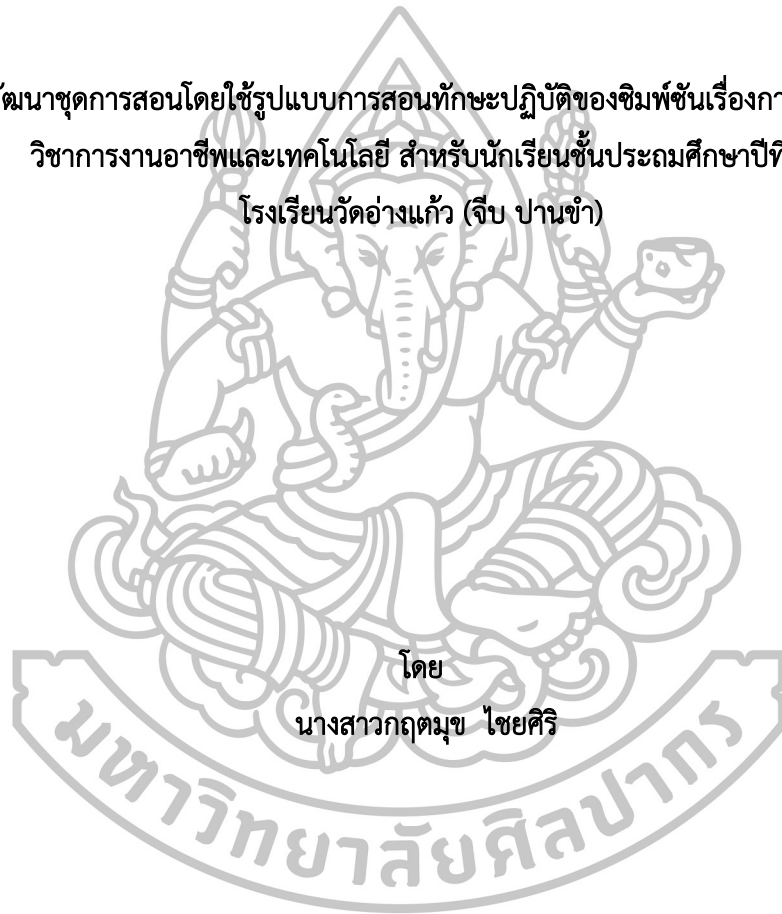 ฒนาชุดการสอนโดยใช้รูปแบบการสอนทักษะปฏิบัติของซิมพ์ซันเรื่อง
วิชาการงานอาชีพและเทคโนโลยี สำหรับนักเรียนชั้นประถมศึกษาปีที่
โรงเรียนวัดอ่างแก้ว (จีบ ปานขำ)
โดย
นางสาวกฤตมุข ไชยศิริ
มหาวิทยาลัยศิลปากร